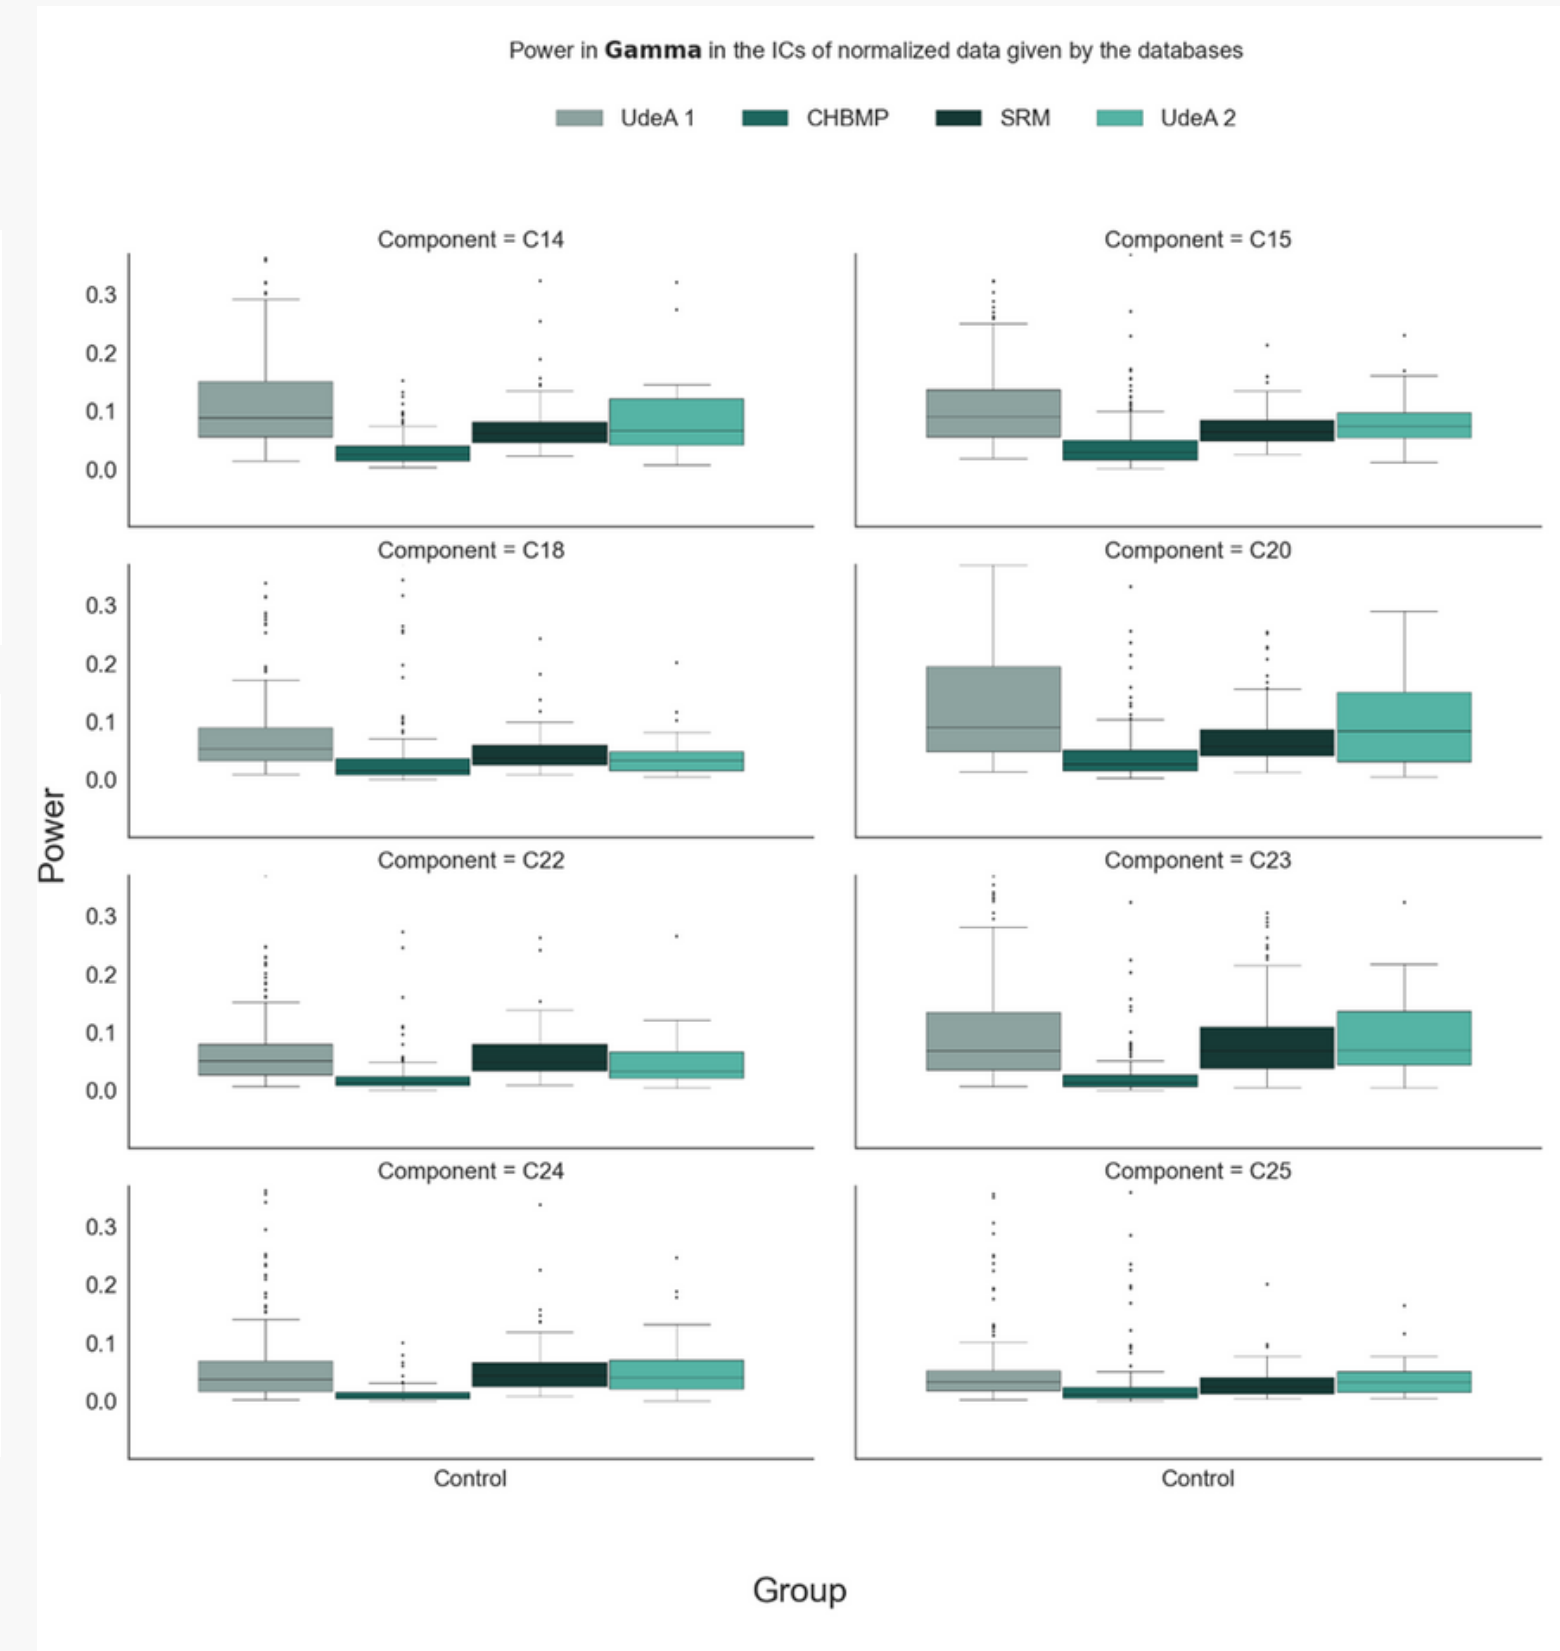 Power in Gamma in the ICs of normalized data given by the databases
UdeA 1 CHBMP SRM UdeA 2
Component = C14 Component = C15
0.3
0.2
0.1
0.0
Component = C18 Component = C20
0.3
0.2
0.1
0.0
Power
Component = C22 Component = C23
0.3
0.2
0.1
0.0
Component = C24 Component = C25
0.3
0.2
0.1
0.0
Control Control
Group